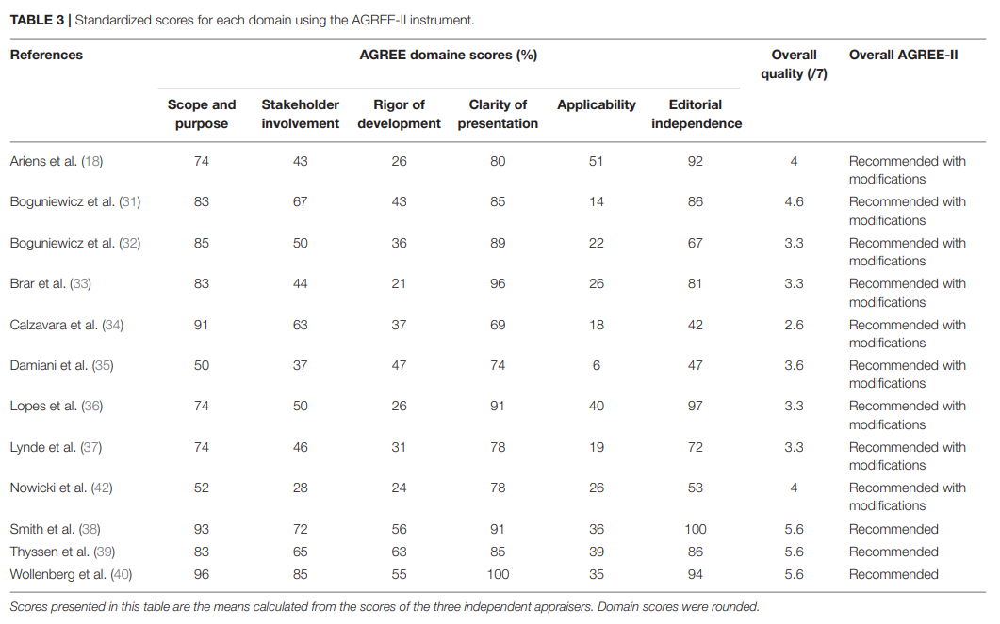 TABLE 3 | Standardized scores for each domain using the AGREE-II instrument.
References AGREE domaine scores (%) Overall quality (/7) Overall AGREE-II
Scope and purpose Stakeholder involvement Rigor of development Clarity of presentation Applicability Editorial independence
Ariens et al. (18) 74 43 26 80 51 92 4 Recommended with
modifications
Boguniewicz et al. (31) 83 67 43 85 14 86 4.6 Recommended with
modifications
Boguniewicz et al. (32) 85 50 36 89 22 67 3.3 Recommended with
modifications
Brar et al. (33) 83 44 21 96 26 81 3.3 Recommended with
modifications
Calzavara et al. (34) 91 63 37 69 18 42 2.6 Recommended with
modifications
Damiani et al. (35) 50 37 47 74 6 47 3.6 Recommended with
modifications
Lopes et al. (36) 74 50 26 91 40 97 3.3 Recommended with
modifications
Lynde et al. (37) 74 46 31 78 19 72 3.3 Recommended with
modifications
Nowicki et al. (42) 52 28 24 78 26 53 4 Recommended with
modifications
Smith et al. (38) 93 72 56 91 36 100 5.6 Recommended
Thyssen et al. (39) 83 65 63 85 39 86 5.6 Recommended
Wollenberg et al. (40) 96 85 55 100 35 94 5.6 Recommended
Scores presented in this table are the means calculated from the scores of the three independent appraisers. Domain scores were rounded.